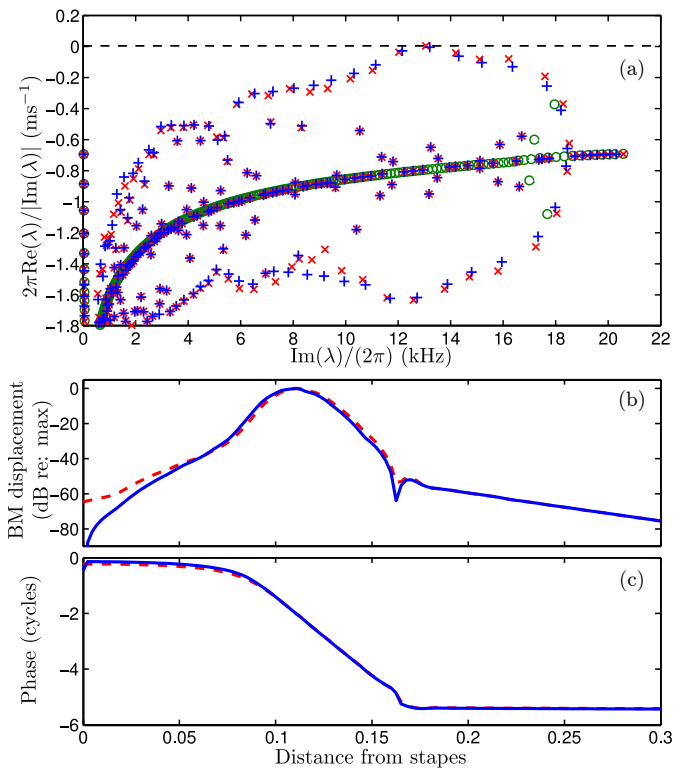 0.2
0
−0.2
−0.4
−0.6
−0.8
−1
−1.2
−1.4
−1.6
−1.8
2πRe(λ)/|Im(λ)| (ms⁻¹)
(a)
0 2 4 6 8 10 12 14 16 18 20 22
Im(λ)/(2π) (kHz)
0
−20
−40
−60
−80
BM displacement
(dB re: max)
(b)
0
−2
−4
−6
Phase (cycles)
(c)
0 0.05 0.1 0.15 0.2 0.25 0.3
Distance from stapes